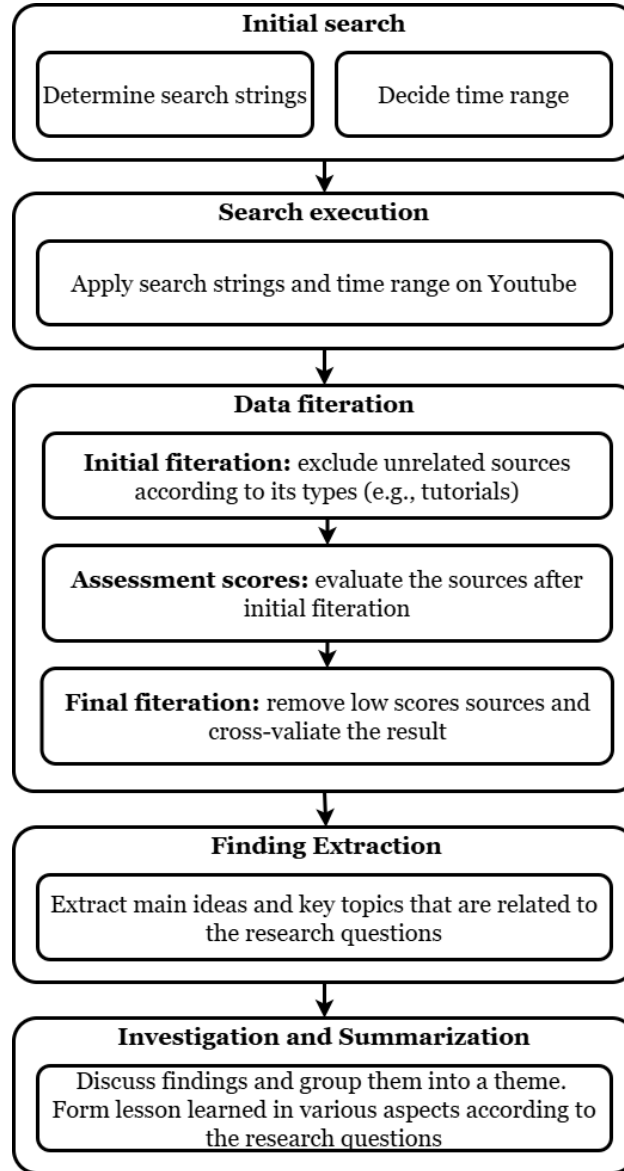 Initial search
Determine search strings
Decide time range
Search execution
Apply search strings and time range on Youtube
Data fiteration
Initial fiteration: exclude unrelated sources
according to its types (e.g., tutorials)
Assessment scores: evaluate the sources after
initial fiteration
Final fiteration: remove low scores sources and
cross-valiate the result
Finding Extraction
Extract main ideas and key topics that are related to
the research questions
Investigation and Summarization
Discuss findings and group them into a theme.
Form lesson learned in various aspects according to
the research questions